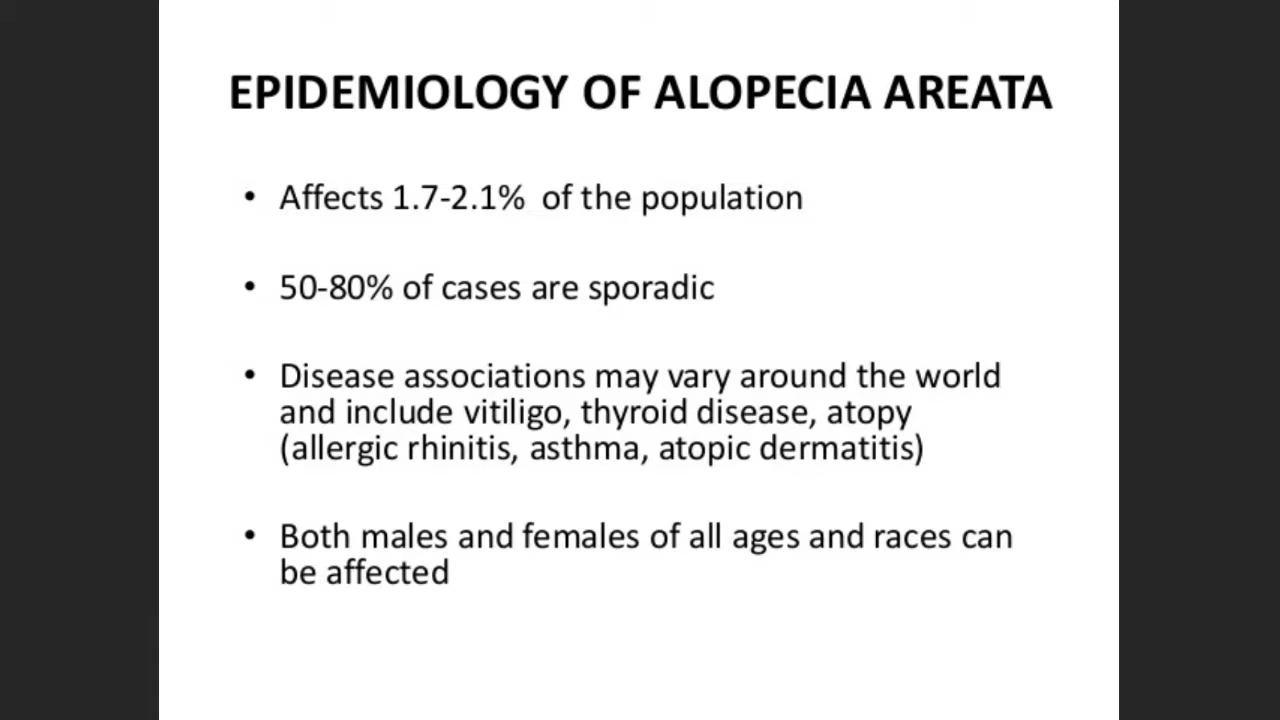 EPIDEMIOLOGY OF ALOPECIA AREATA
• Affects 1.7-2.1%  of the population
• 50-80% of cases are sporadic
• Disease associations may vary around the world
and include vitiligo, thyroid disease, atopy
(allergic rhinitis, asthma, atopic dermatitis)
• Both males and females of all ages and races can
be affected